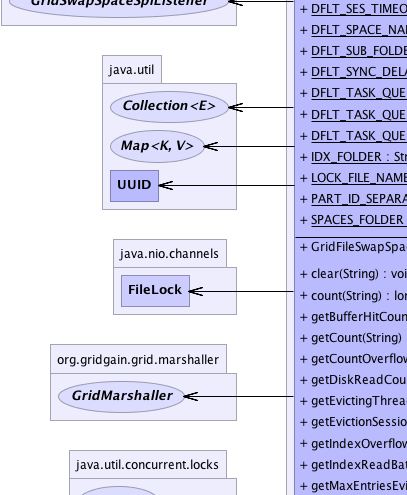 GridSwapSpaceSpiListener
java.util
Collection<E>
Map<K, V>
UUID
java.nio.channels
FileLock
org.gridgain.grid.marshaller
GridMarshaller
java.util.concurrent.locks
+ DFLT_SES_TIMEO
+ DFLT_SPACE_NA
+ DFLT_SUB_FOLDE
+ DFLT_SYNC_DELA
+ DFLT_TASK_QUE
+ DFLT_TASK_QUE
+ DFLT_TASK_QUE
+ IDX_FOLDER : Str
+ LOCK_FILE_NAME
+ PART_ID_SEPARA
+ SPACES_FOLDER
+ GridFileSwapSpa
+ clear(String) : voi
+ count(String) : lon
+ getBufferHitCoun
+ getCount(String)
+ getCountOverflow
+ getDiskReadCou
+ getEvictingThrea
+ getEvictionSessio
+ getIndexOverflow
+ getIndexReadBat
+ getMaxEntriesEvi